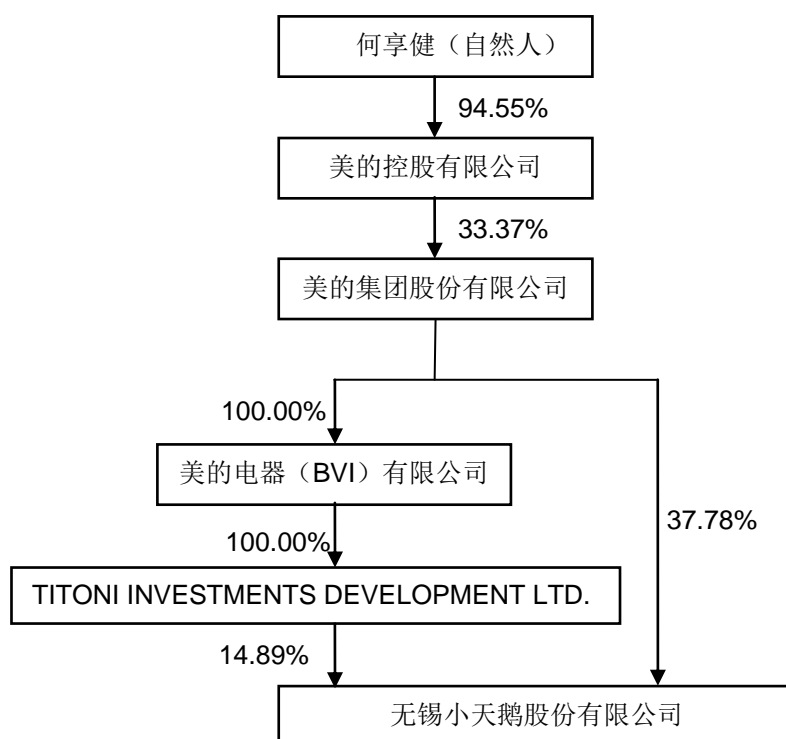 何享健（自然人）
94.55%
美的控股有限公司
33.37%
美的集团股份有限公司
100.00%
美的电器（BVI）有限公司
37.78%
100.00%
TITONI INVESTMENTS DEVELOPMENT LTD.
14.89%
无锡小天鹅股份有限公司